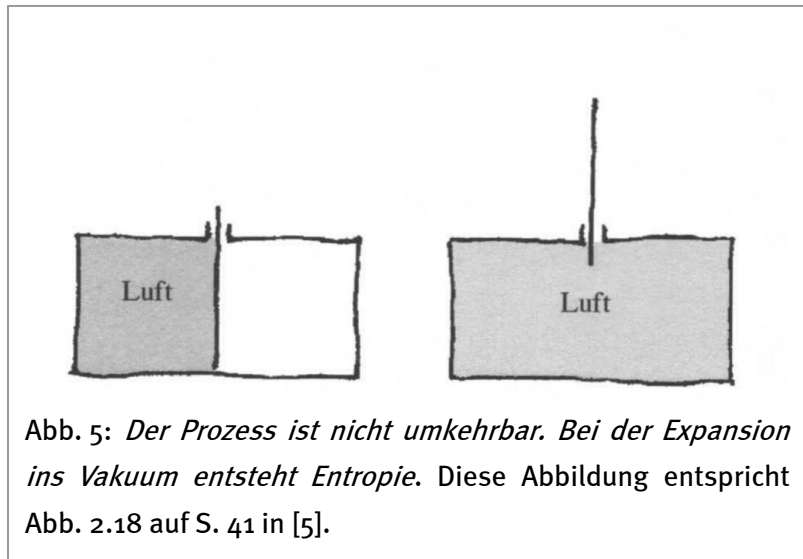 Luft
Luft
Abb. 5: Der Prozess ist nicht umkehrbar. Bei der Expansion
ins Vakuum entsteht Entropie. Diese Abbildung entspricht
Abb. 2.18 auf S. 41 in [5].